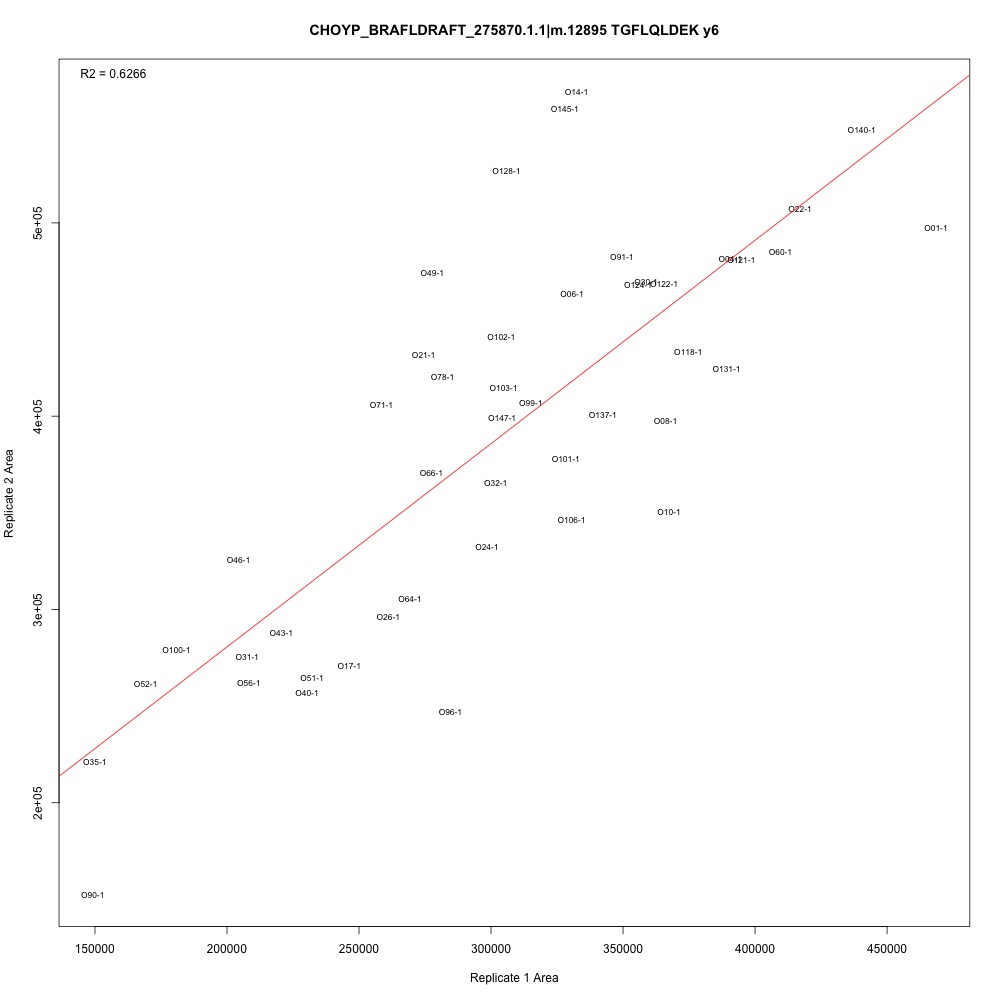 CHOYP_BRAFLDRAFT_275870.1.1|m.12895 TGFLQLDEK y6
R2 = 0.6266
O14-1
O145-1
O140-1
O128-1
O22-1
5e+05
O01-1
O60-1
O91-1
O121-1
O49-1
O122-1
O06-1
O102-1
O118-1
O21-1
O131-1
O78-1
O103-1
O99-1
O71-1
4e+05
O137-1
O147-1
O08-1
O101-1
O66-1
O32-1
O10-1
O106-1
O24-1
O46-1
3e+05
O64-1
O26-1
O43-1
O100-1
O31-1
O17-1
O51-1
O52-1
O56-1
O40-1
O96-1
2e+05
O35-1
O90-1
Replicate 2 Area
150000 200000 250000 300000 350000 400000 450000
Replicate 1 Area